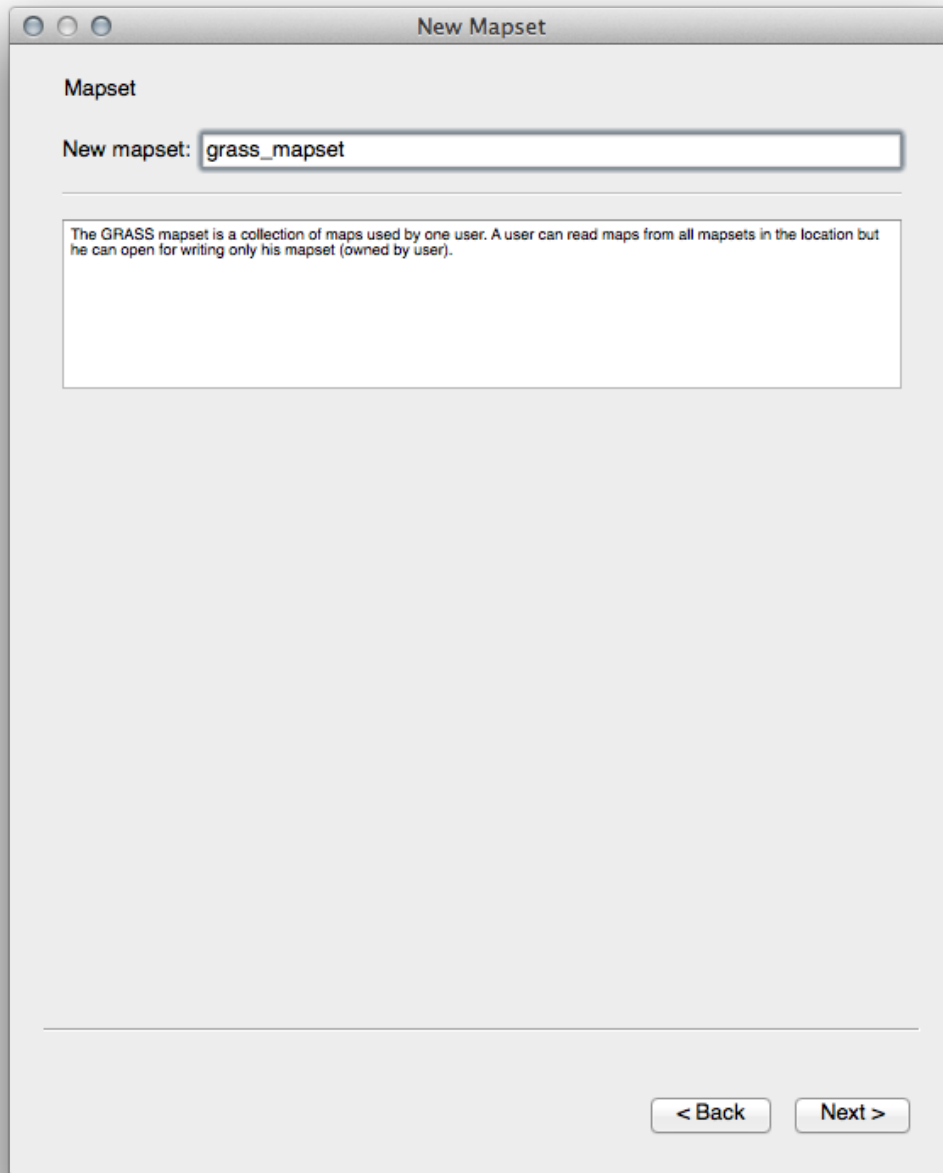 New Mapset
Mapset
New mapset: grass_mapset
The GRASS mapset is a collection of maps used by one user. A user can read maps from all mapsets in the location but
he can open for writing only his mapset (owned by user).
< Back Next >